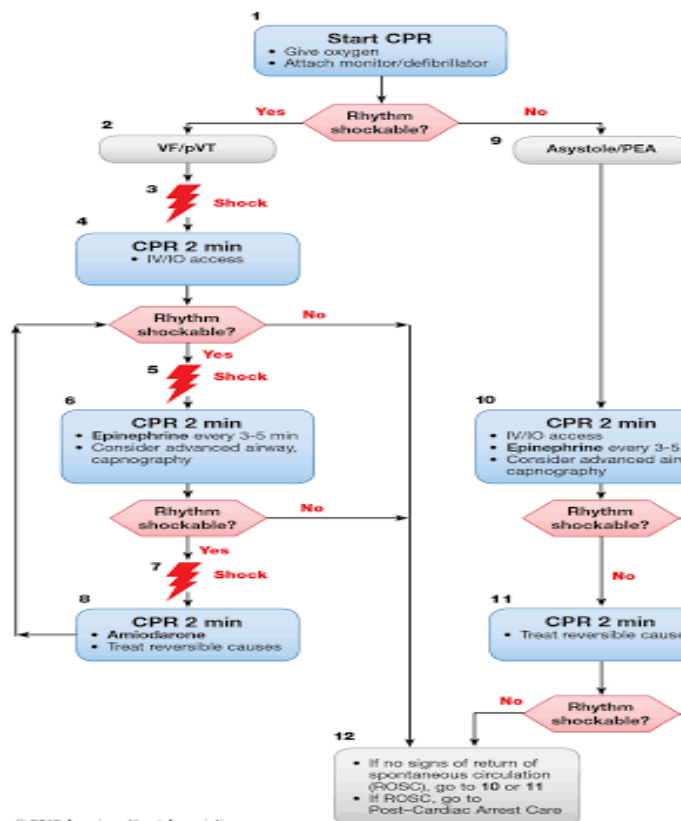 1
Start CPR
• Give oxygen
• Attach monitor/defibrillator
Rhythm
shockable?
Yes
No
2
VF/pVT
9
Asystole/PEA
3
Shock
4
CPR 2 min
• IV/IO access
Rhythm
shockable?
No
Yes
5
Shock
6
CPR 2 min
• Epinephrine every 3-5 min
• Consider advanced airway,
capnography
Rhythm
shockable?
No
Yes
7
Shock
8
CPR 2 min
• Amiodarone
• Treat reversible causes
10
CPR 2 min
• IV/IO access
• Epinephrine every 3-5
• Consider advanced airw
capnography
Rhythm
shockable?
No
11
CPR 2 min
• Treat reversible cause
No
Rhythm
shockable?
12
• If no signs of return of
spontaneous circulation
(ROSC), go to 10 or 11
• If ROSC, go to
Post–Cardiac Arrest Care